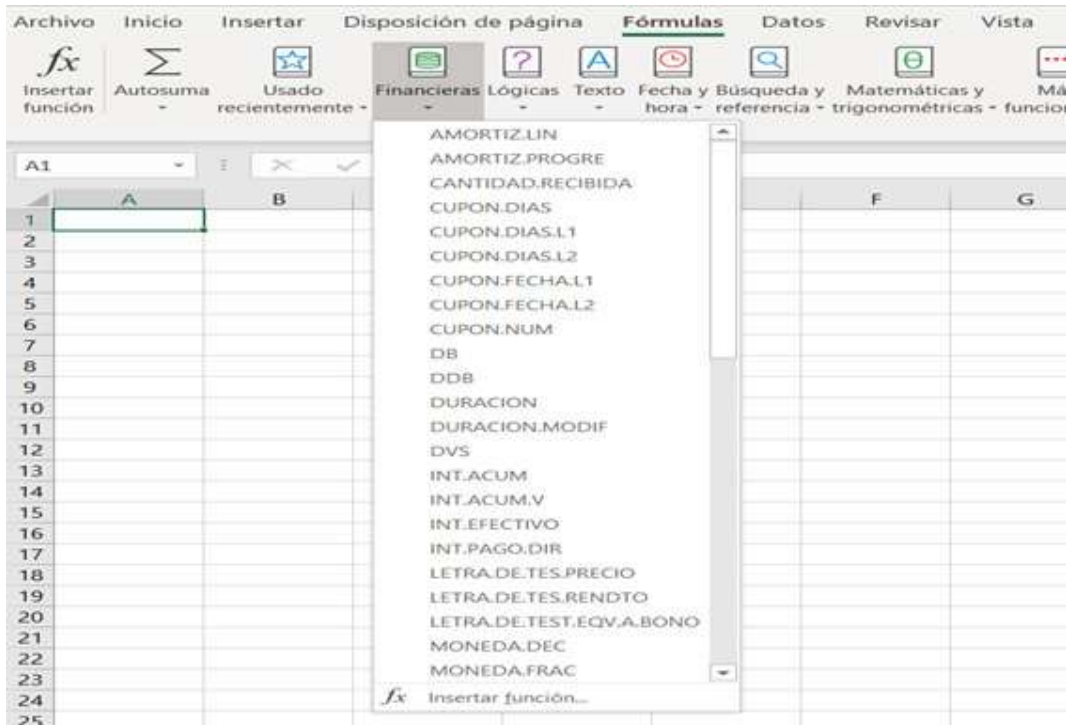 Archivo Inicio Insertar Disposición de página Fórmulas Datos Revisar Vista
fx
Insertar función
Autosuma
Usado recientemente
Financieras
Lógicas
Texto
Fecha y hora
Búsqueda y referencia
Matemáticas y trigonométricas
Má
funcion
A1
A B F G
AMORTIZ.LIN
AMORTIZ.PROGRE
CANTIDAD.RECIBIDA
CUPON.DIAS
CUPON.DIAS.L1
CUPON.DIAS.L2
CUPON.FECHA.L1
CUPON.FECHA.L2
CUPON.NUM
DB
DDB
DURACION
DURACION.MODIF
DVS
INT.ACUM
INT.ACUM.V
INT.EFECTIVO
INT.PAGO.DIR
LETRA.DE.TES.PRECIO
LETRA.DE.TES.RENDTO
LETRA.DE.TEST.EQV.A.BONO
MONEDA.DEC
MONEDA.FRAC
fx Insertar función...
1
2
3
4
5
6
7
8
9
10
11
12
13
14
15
16
17
18
19
20
21
22
23
24
25